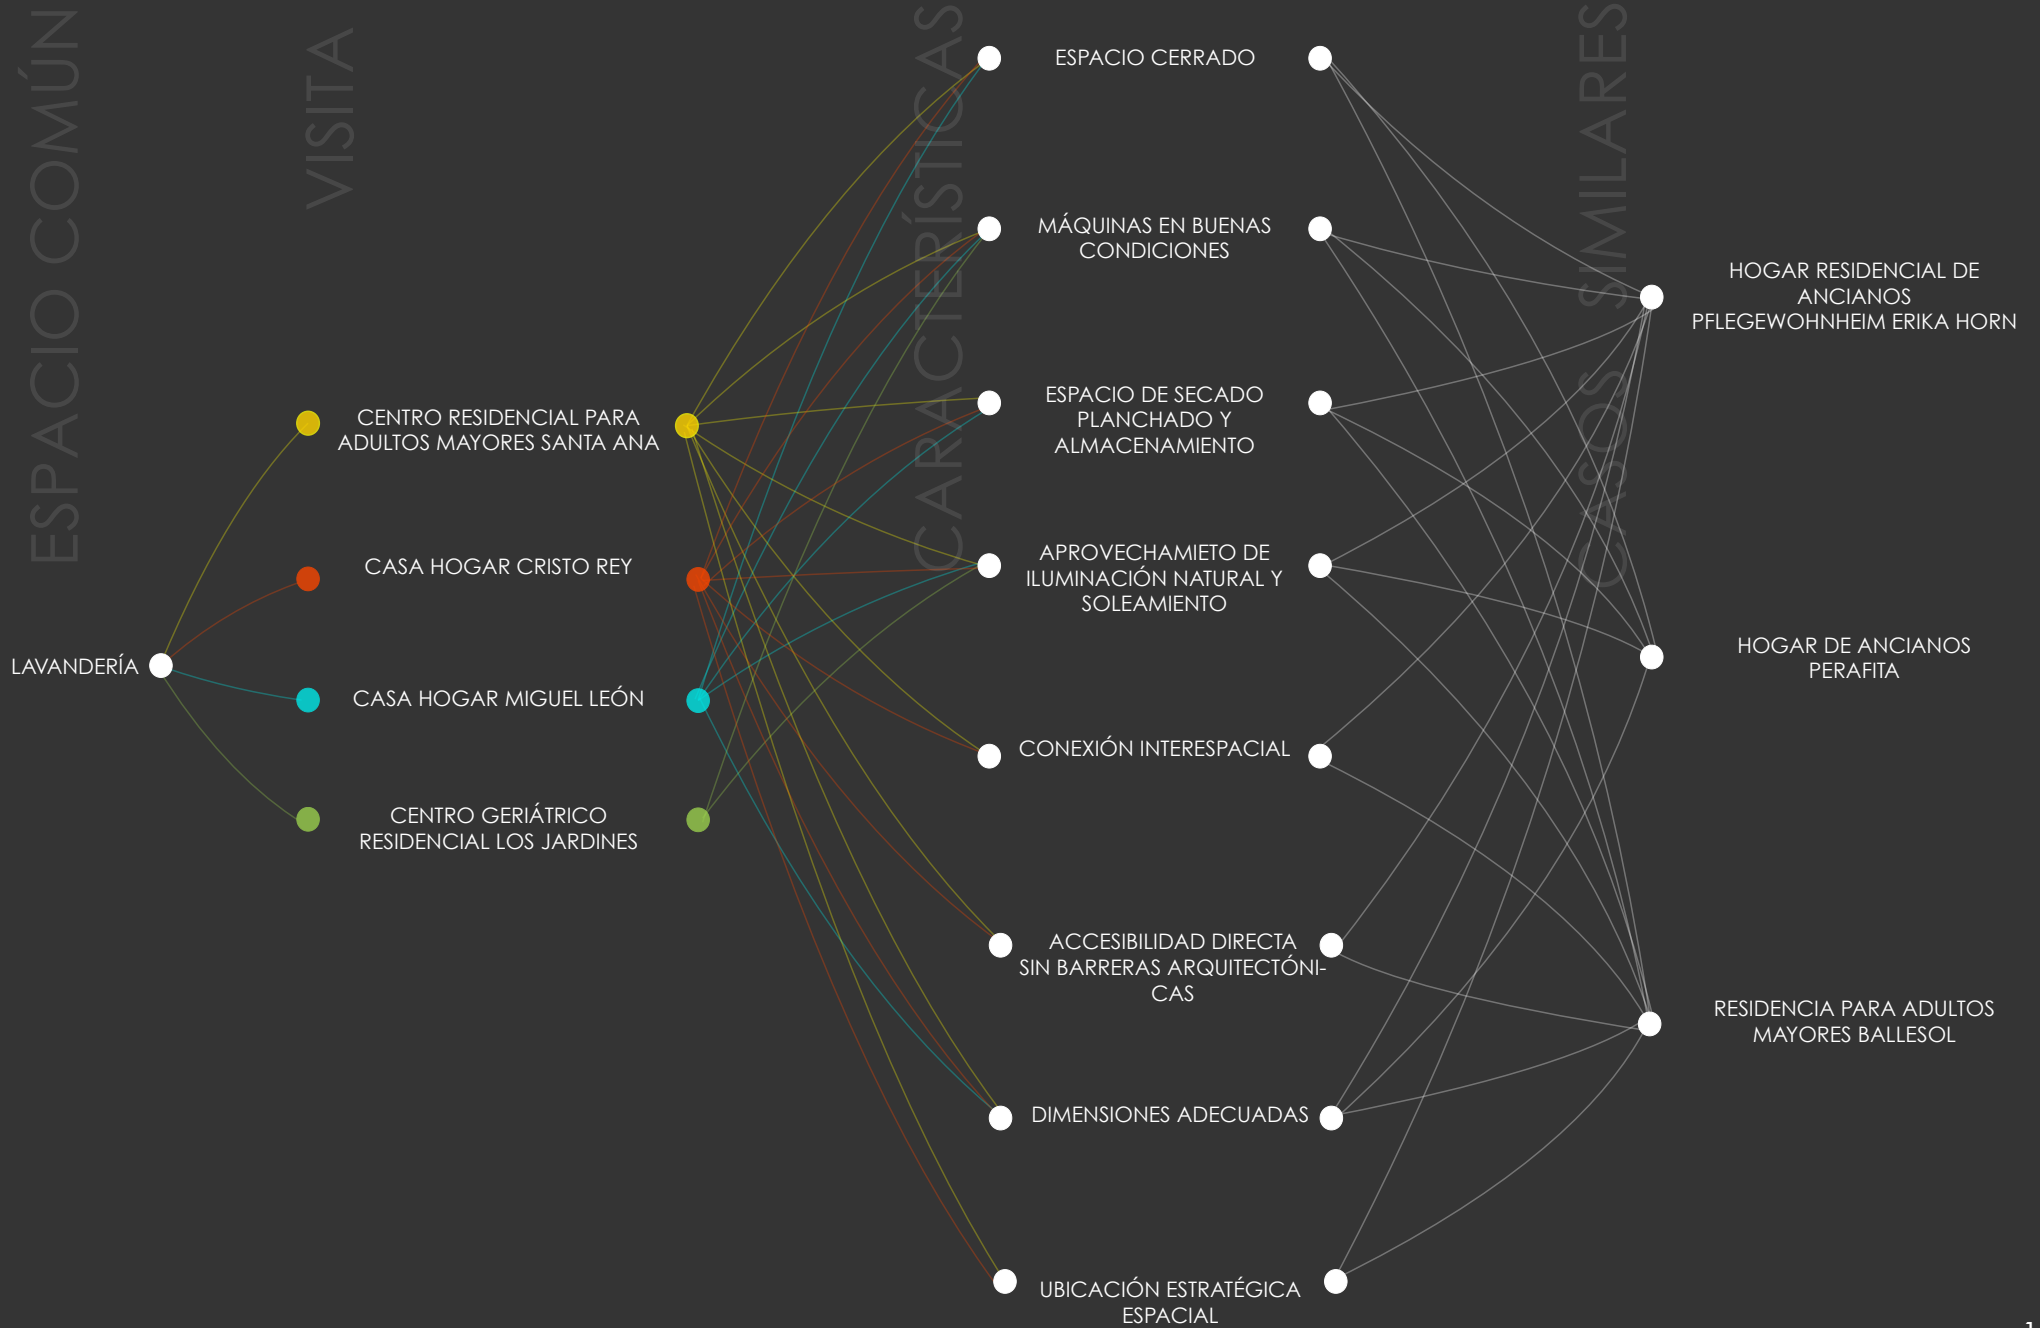 ESPACIO COMÚN
VISITA
CARACTERÍSTICAS
CASOS SIMILARES
LAVANDERÍA
CENTRO RESIDENCIAL PARA
ADULTOS MAYORES SANTA ANA
CASA HOGAR CRISTO REY
CASA HOGAR MIGUEL LEÓN
CENTRO GERIÁTRICO
RESIDENCIAL LOS JARDINES
ESPACIO CERRADO
MÁQUINAS EN BUENAS
CONDICIONES
ESPACIO DE SECADO
PLANCHADO Y
ALMACENAMIENTO
APROVECHAMIETO DE
ILUMINACIÓN NATURAL Y
SOLEAMIENTO
CONEXIÓN INTERESPACIAL
ACCESIBILIDAD DIRECTA
SIN BARRERAS ARQUITECTÓNI-
CAS
DIMENSIONES ADECUADAS
UBICACIÓN ESTRATÉGICA
ESPACIAL
HOGAR RESIDENCIAL DE
ANCIANOS
PFLEGEWOHNHEIM ERIKA HORN
HOGAR DE ANCIANOS
PERAFITA
RESIDENCIA PARA ADULTOS
MAYORES BALLESOL